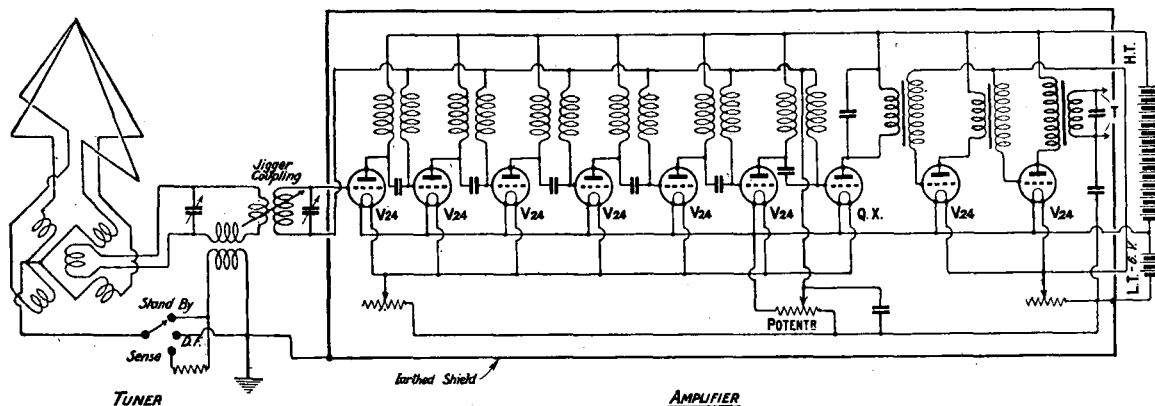 H.T.
Jigger
Coupling
T
V24
V24
V24
V24
V24
V24
Q.X.
V24
V24
L.T.-6.V.
Stand By
D.F.
Sense
POTENTR
Earthed Shield
TUNER
AMPLIFIER